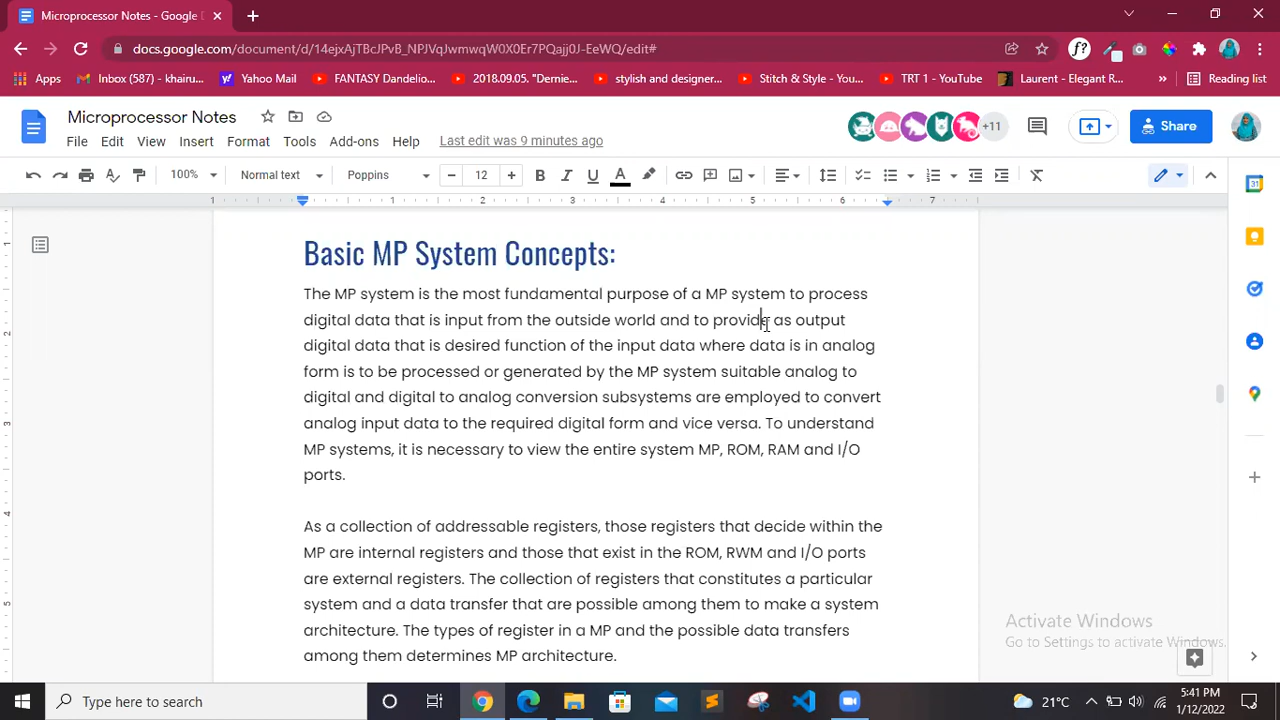 Microprocessor Notes - Google D
docs.google.com/document/d/14ejxAjTBcJPvB_NPJVqJwmwqW0X0Er7PQajj0J-EeWQ/edit#
Apps Inbox (587) - khairu... Yahoo Mail FANTASY Dandelio... 2018.09.05. "Dernie... stylish and designer... Stitch & Style - You... TRT 1 - YouTube Laurent - Elegant R... » Reading list
Microprocessor Notes
+11 Share
File Edit View Insert Format Tools Add-ons Help Last edit was 9 minutes ago
100% Normal text Poppins 12
1 1 2 3 4 5 6 7
Basic MP System Concepts:
The MP system is the most fundamental purpose of a MP system to process
digital data that is input from the outside world and to provide as output
digital data that is desired function of the input data where data is in analog
form is to be processed or generated by the MP system suitable analog to
digital and digital to analog conversion subsystems are employed to convert
analog input data to the required digital form and vice versa. To understand
MP systems, it is necessary to view the entire system MP, ROM, RAM and I/O
ports.
As a collection of addressable registers, those registers that decide within the
MP are internal registers and those that exist in the ROM, RWM and I/O ports
are external registers. The collection of registers that constitutes a particular
system and a data transfer that are possible among them to make a system
architecture. The types of register in a MP and the possible data transfers
among them determines MP architecture.
Activate Windows
Go to Settings to activate Windows.
Type here to search
21°C
5:41 PM
1/12/2022